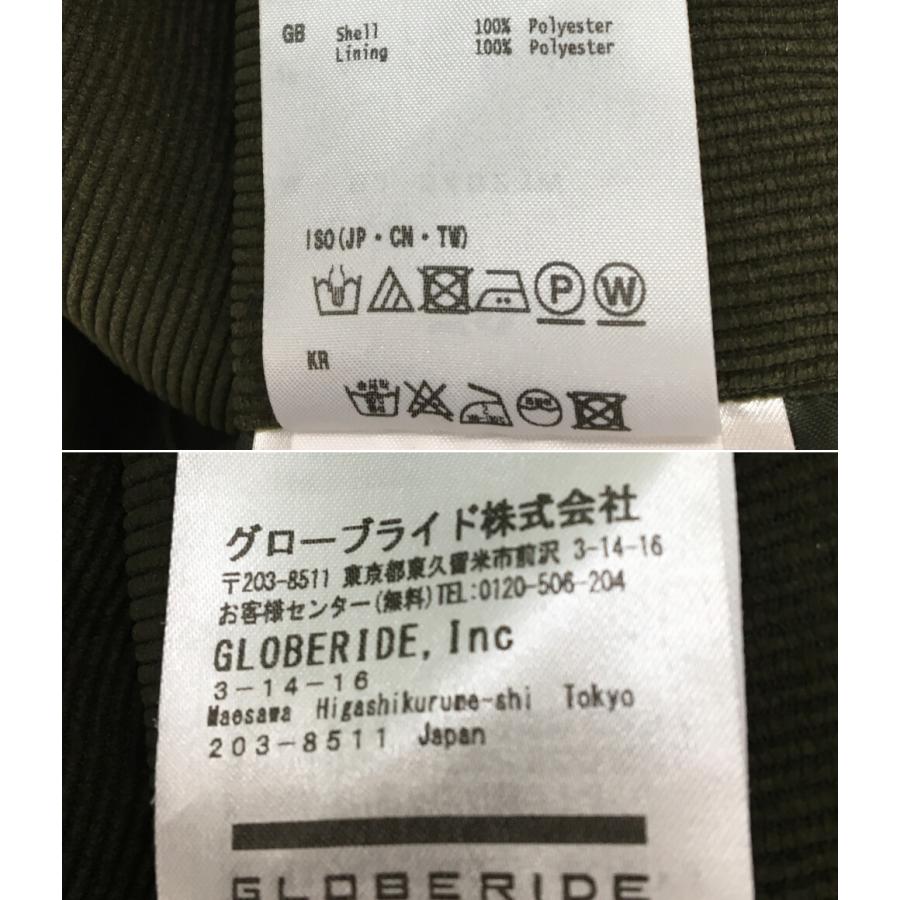 GB Shell 100% Polyester
Lining 100% Polyester
ISO(JP・CN・TW)
P W
KR
グローブライド株式会社
〒203-8511 東京都東久留米市前沢 3-14-16
お客様センター(無料)TEL:0120-506-204
GLOBERIDE, Inc
3-14-16
Maesawa Higashikurume-shi Tokyo
203-8511 Japan
GLOBERIDE